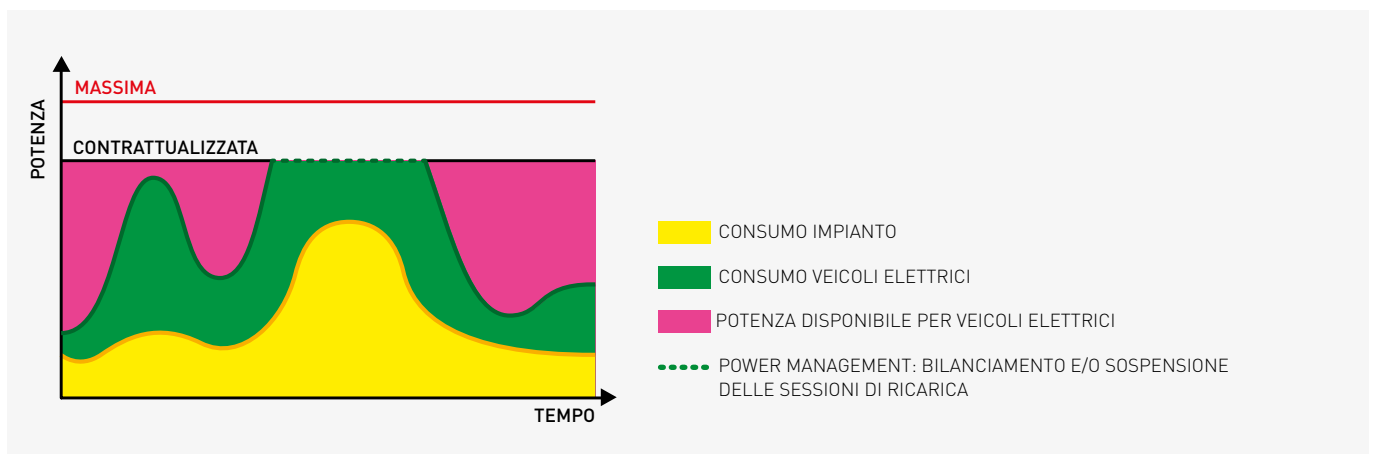 MASSIMA
POTENZA
CONTRATTUALIZZATA
TEMPO
CONSUMO IMPIANTO
CONSUMO VEICOLI ELETTRICI
POTENZA DISPONIBILE PER VEICOLI ELETTRICI
POWER MANAGEMENT: BILANCIAMENTO E/O SOSPENSIONE
DELLE SESSIONI DI RICARICA